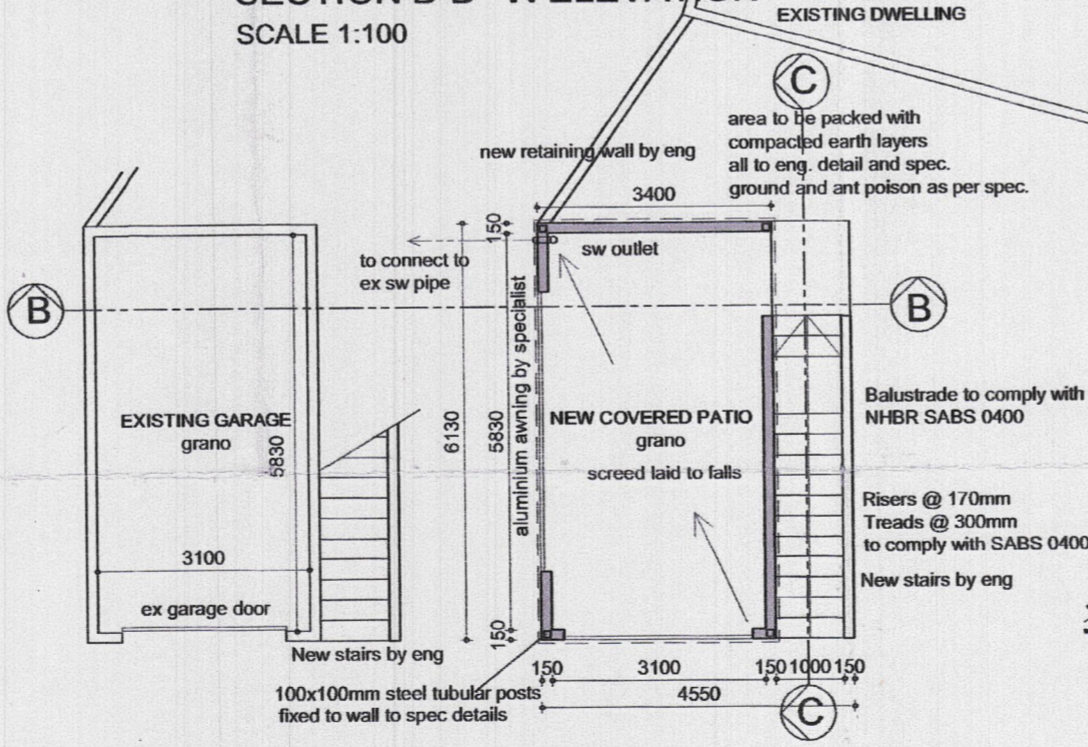 SCALE 1:100
EXISTING DWELLING
C
area to be packed with
compacted earth layers
all to eng. detail and spec.
ground and ant poison as per spec.
new retaining wall by eng
3400
150
to connect to
ex sw pipe
sw outlet
B
B
aluminium awning by specialist
EXISTING GARAGE
grano
5830
6130
5830
NEW COVERED PATIO
grano
screed laid to falls
Balustrade to comply with
NHBR SABS 0400
Risers @ 170mm
Treads @ 300mm
to comply with SABS 0400
New stairs by eng
3100
ex garage door
150
New stairs by eng
150 3100 150 1000 150
4550
100x100mm steel tubular posts
fixed to wall to spec details
C